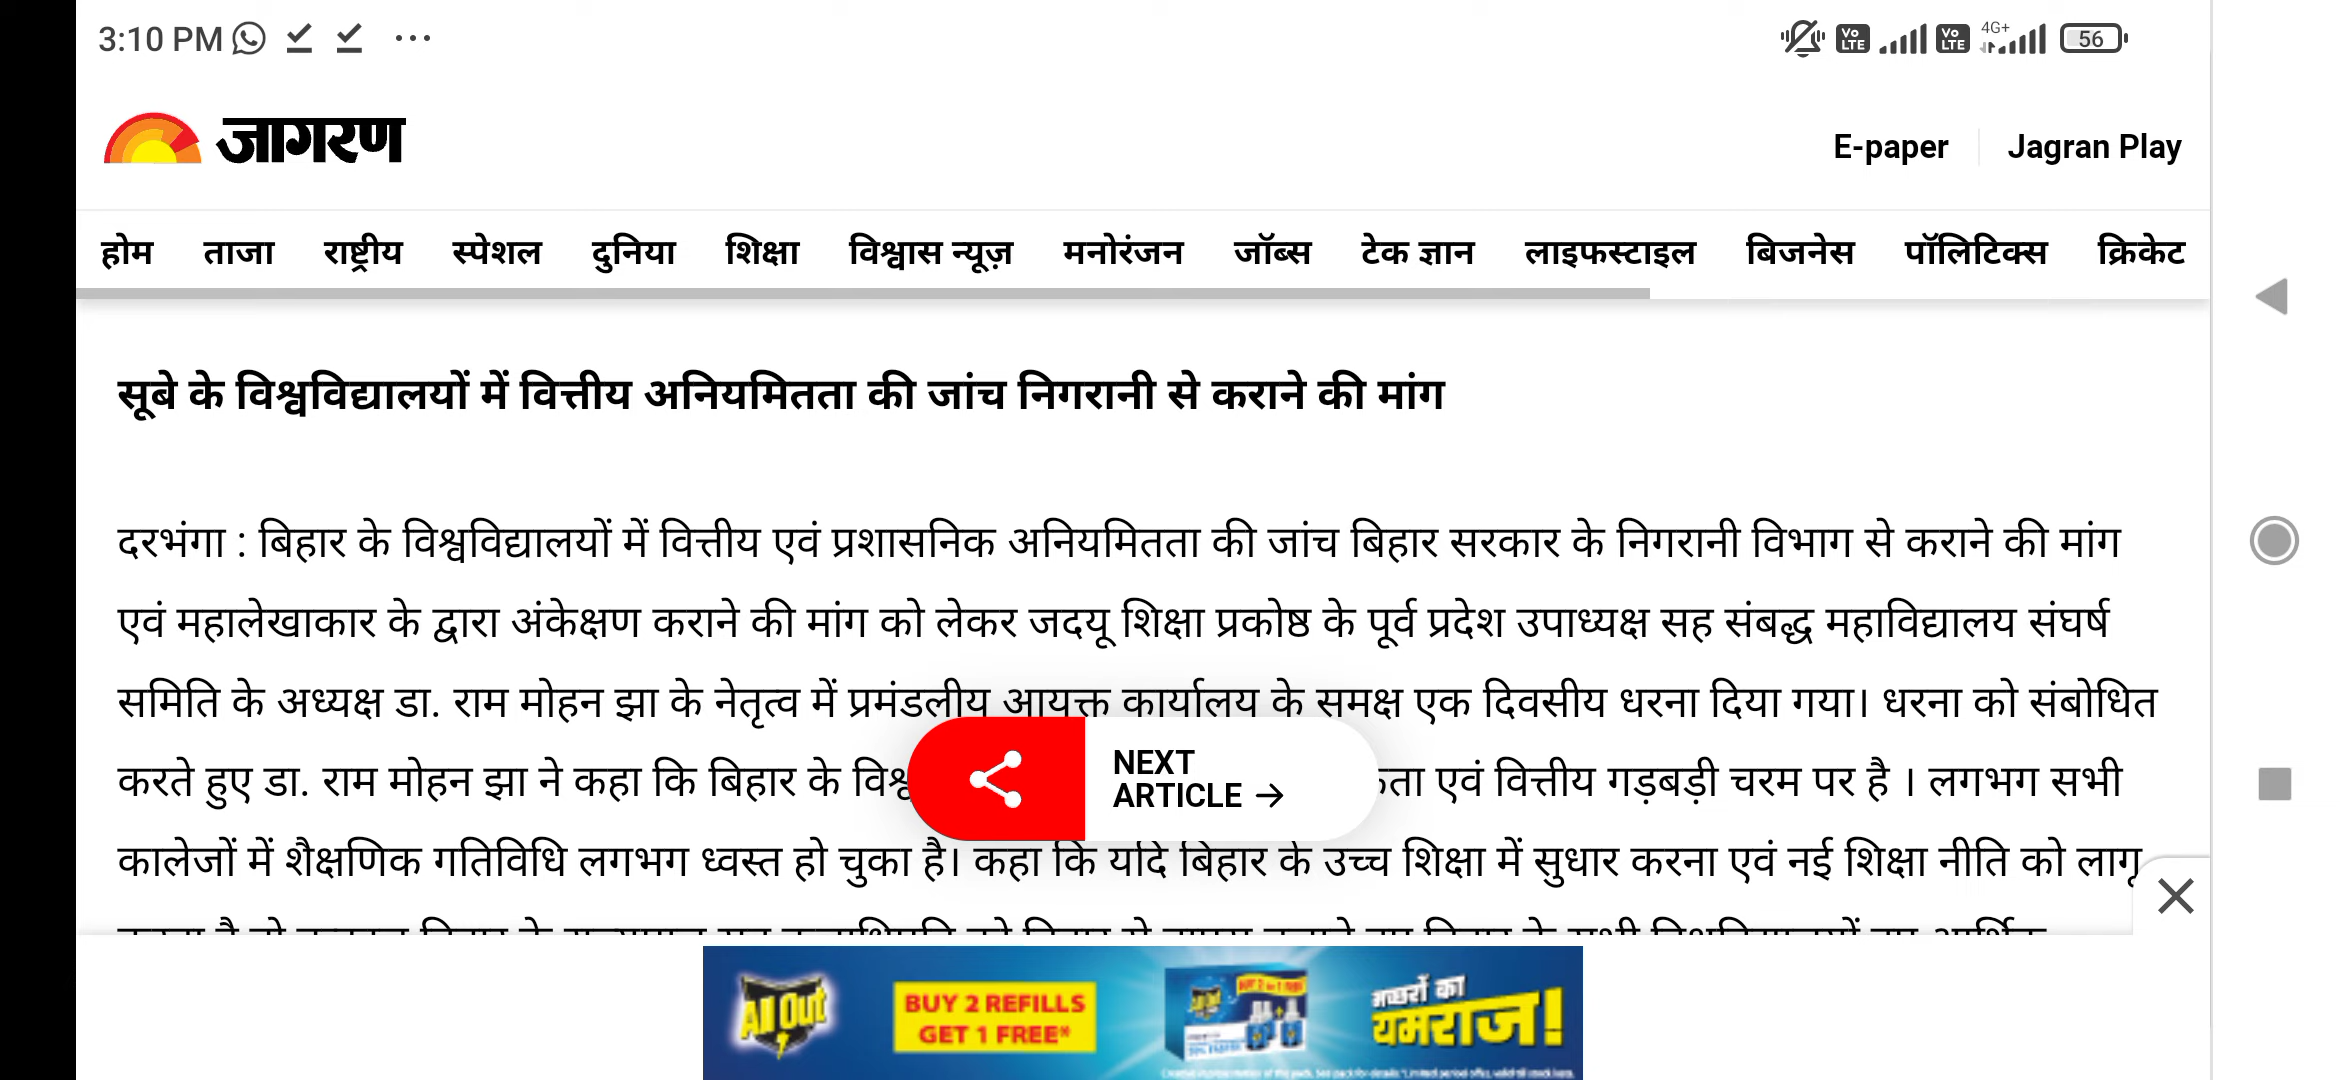 3:10 PM
Vo LTE Vo LTE 4G+ 56
जागरण
E-paper Jagran Play
होम ताजा राष्ट्रीय स्पेशल दुनिया शिक्षा विश्वास न्यूज़ मनोरंजन जॉब्स टेक ज्ञान लाइफस्टाइल बिजनेस पॉलिटिक्स क्रिकेट
सूबे के विश्वविद्यालयों में वित्तीय अनियमितता की जांच निगरानी से कराने की मांग
दरभंगा : बिहार के विश्वविद्यालयों में वित्तीय एवं प्रशासनिक अनियमितता की जांच बिहार सरकार के निगरानी विभाग से कराने की मांग
एवं महालेखाकार के द्वारा अंकेक्षण कराने की मांग को लेकर जदयू शिक्षा प्रकोष्ठ के पूर्व प्रदेश उपाध्यक्ष सह संबद्ध महाविद्यालय संघर्ष
समिति के अध्यक्ष डा. राम मोहन झा के नेतृत्व में प्रमंडलीय आयुक्त कार्यालय के समक्ष एक दिवसीय धरना दिया गया। धरना को संबोधित
करते हुए डा. राम मोहन झा ने कहा कि बिहार के एवं वित्तीय गड़बड़ी चरम पर है । लगभग सभी
NEXT
ARTICLE →
कालेजों में शैक्षणिक गतिविधि लगभग ध्वस्त हो चुका है। कहा कि यदि बिहार के उच्च शिक्षा में सुधार करना एवं नई शिक्षा नीति को लागू
All Out
BUY 2 REFILLS
GET 1 FREE*
मच्छरों का
यमराज!